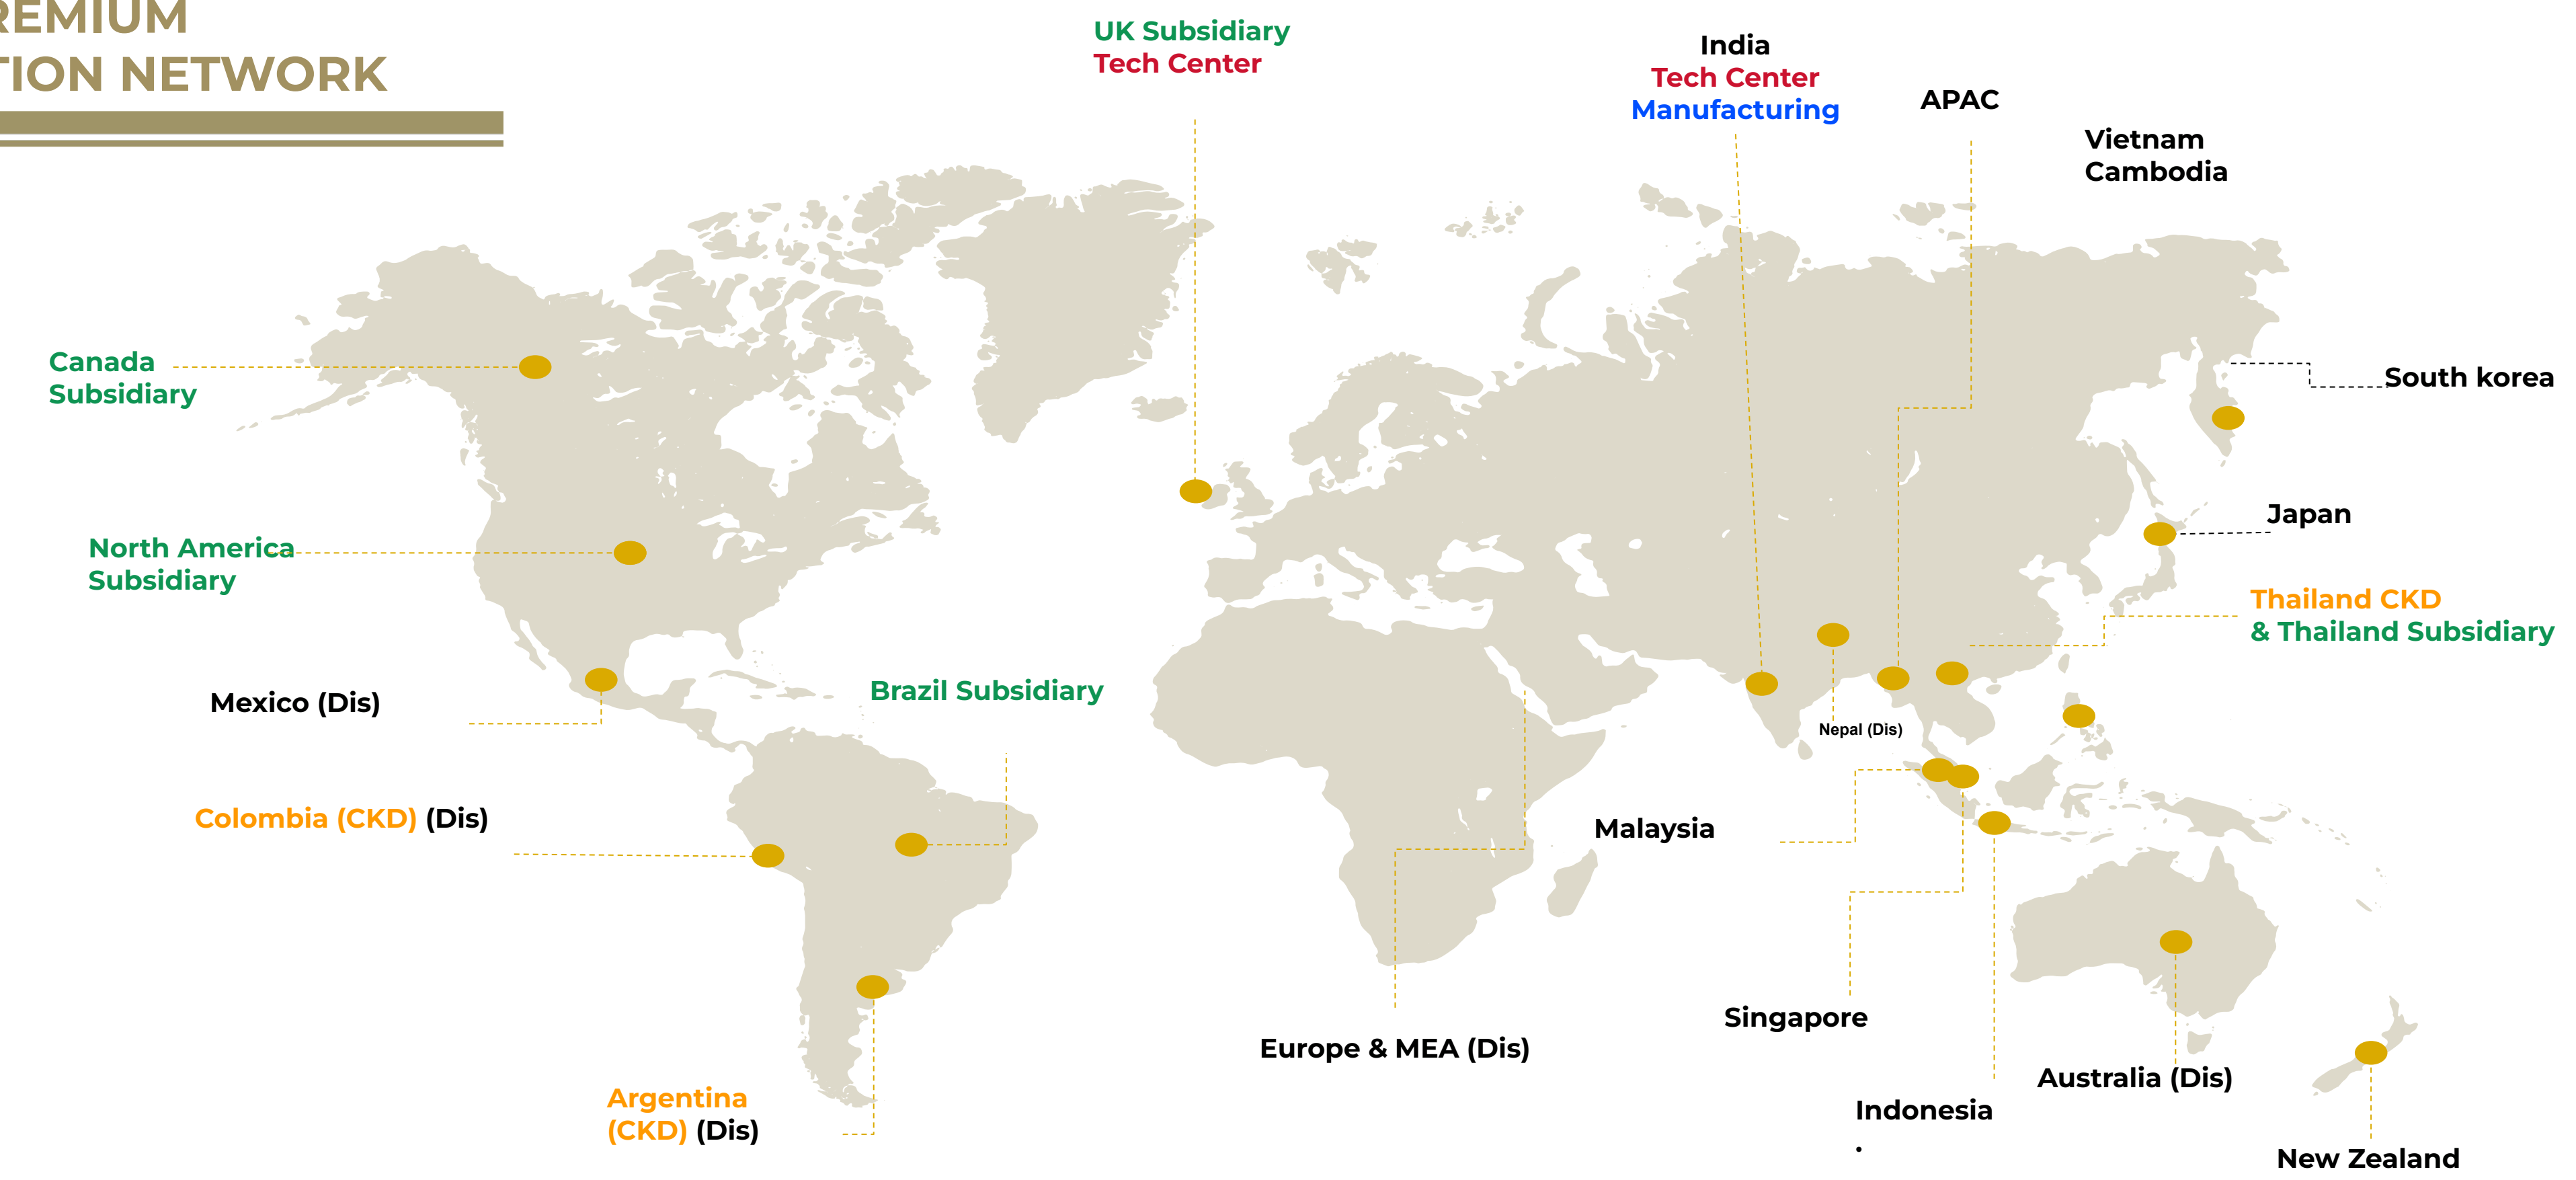 REMIUM
TION NETWORK
UK Subsidiary
Tech Center
India
Tech Center
Manufacturing
APAC
Vietnam
Cambodia
Canada
Subsidiary
South korea
North America
Subsidiary
Japan
Thailand CKD
& Thailand Subsidiary
Mexico (Dis)
Brazil Subsidiary
Nepal (Dis)
Colombia (CKD) (Dis)
Malaysia
Singapore
Europe & MEA (Dis)
Australia (Dis)
Argentina
(CKD) (Dis)
Indonesia
.
New Zealand